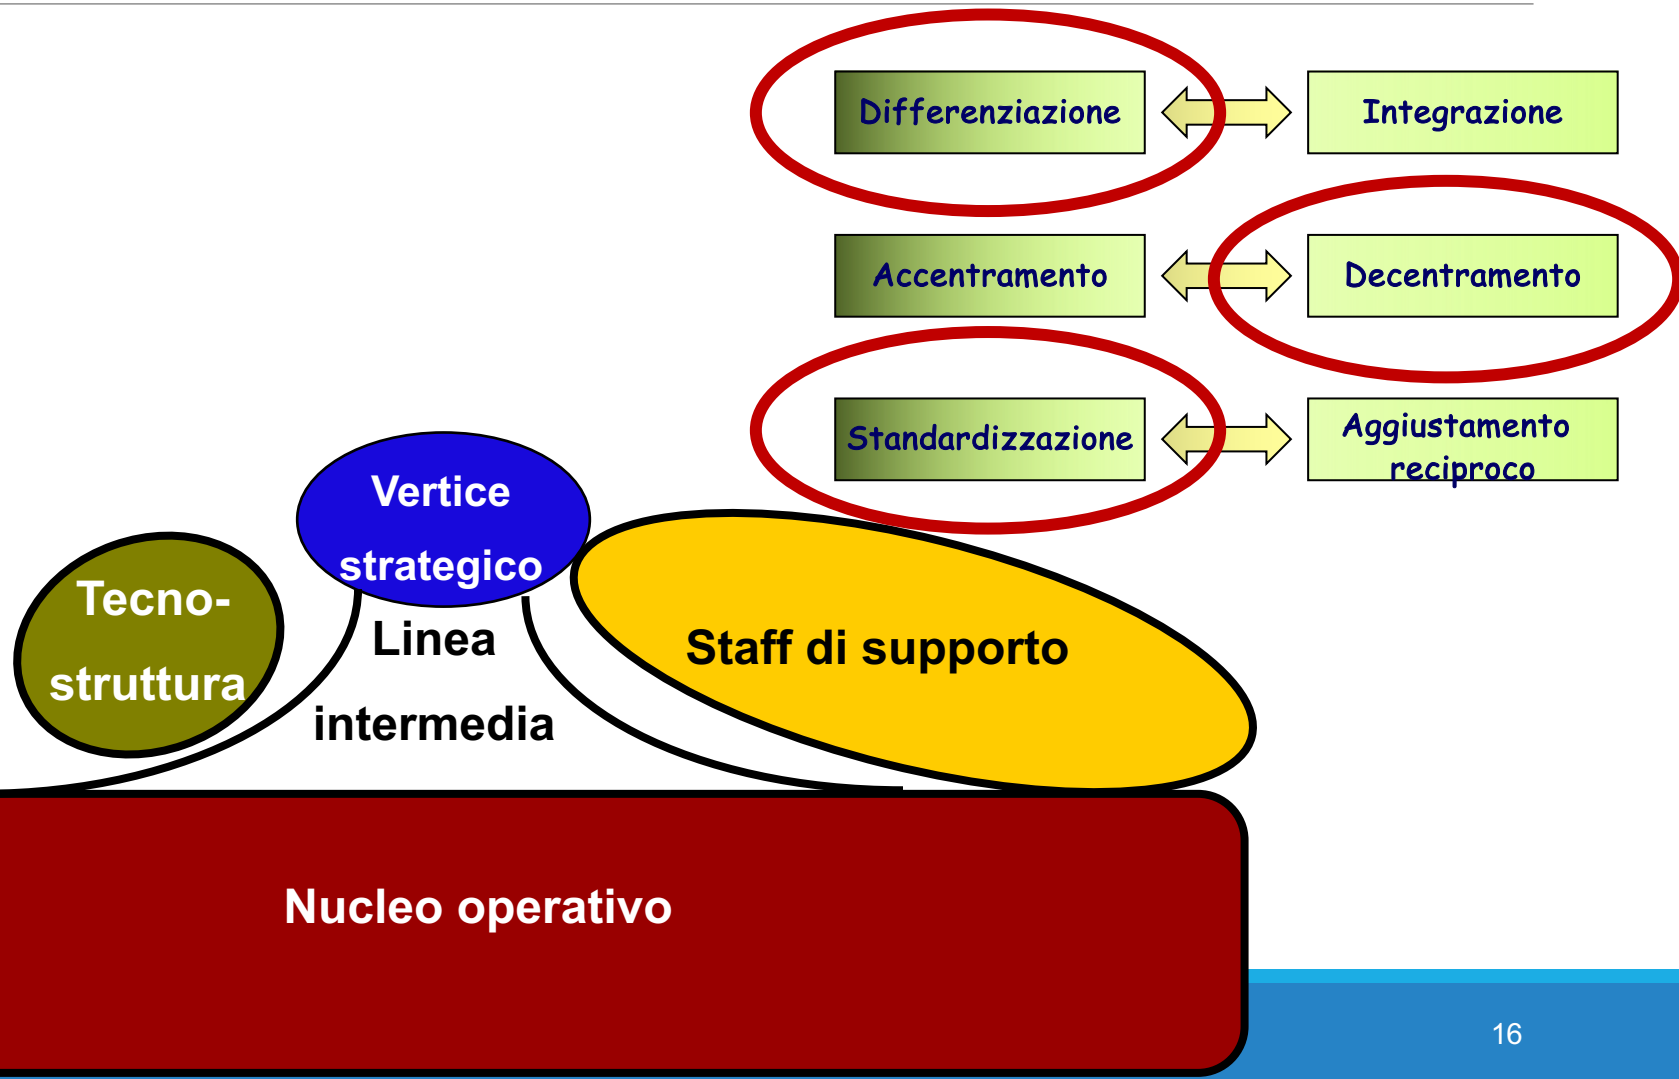 Differenziazione
Integrazione
Accentramento
Decentramento
Standardizzazione
Aggiustamento
reciproco
Vertice
strategico
Tecno-
struttura
Linea
intermedia
Staff di supporto
Nucleo operativo
16